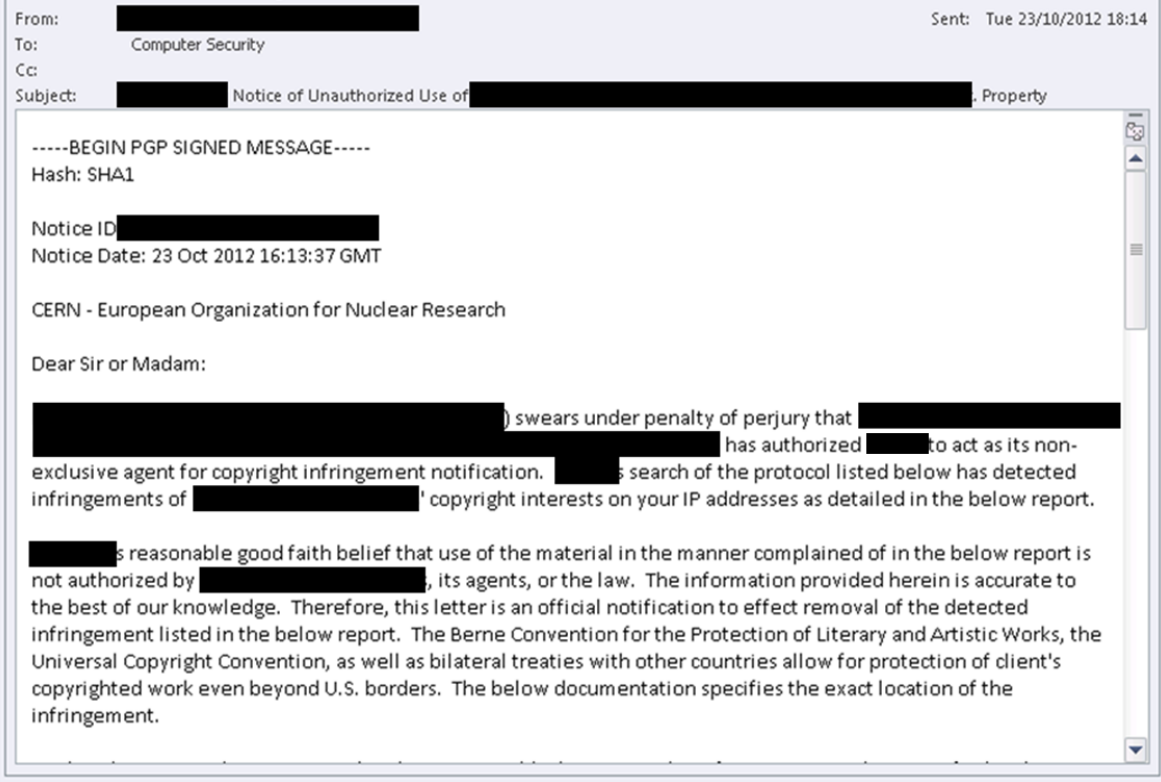 From:
Sent: Tue 23/10/2012 18:14
To: Computer Security
Cc:
Subject: Notice of Unauthorized Use of . Property
-----BEGIN PGP SIGNED MESSAGE-----
Hash: SHA1
Notice ID
Notice Date: 23 Oct 2012 16:13:37 GMT
CERN - European Organization for Nuclear Research
Dear Sir or Madam:
) swears under penalty of perjury that
has authorized to act as its non-
exclusive agent for copyright infringement notification. s search of the protocol listed below has detected
infringements of ' copyright interests on your IP addresses as detailed in the below report.
s reasonable good faith belief that use of the material in the manner complained of in the below report is
not authorized by , its agents, or the law. The information provided herein is accurate to
the best of our knowledge. Therefore, this letter is an official notification to effect removal of the detected
infringement listed in the below report. The Berne Convention for the Protection of Literary and Artistic Works, the
Universal Copyright Convention, as well as bilateral treaties with other countries allow for protection of client's
copyrighted work even beyond U.S. borders. The below documentation specifies the exact location of the
infringement.